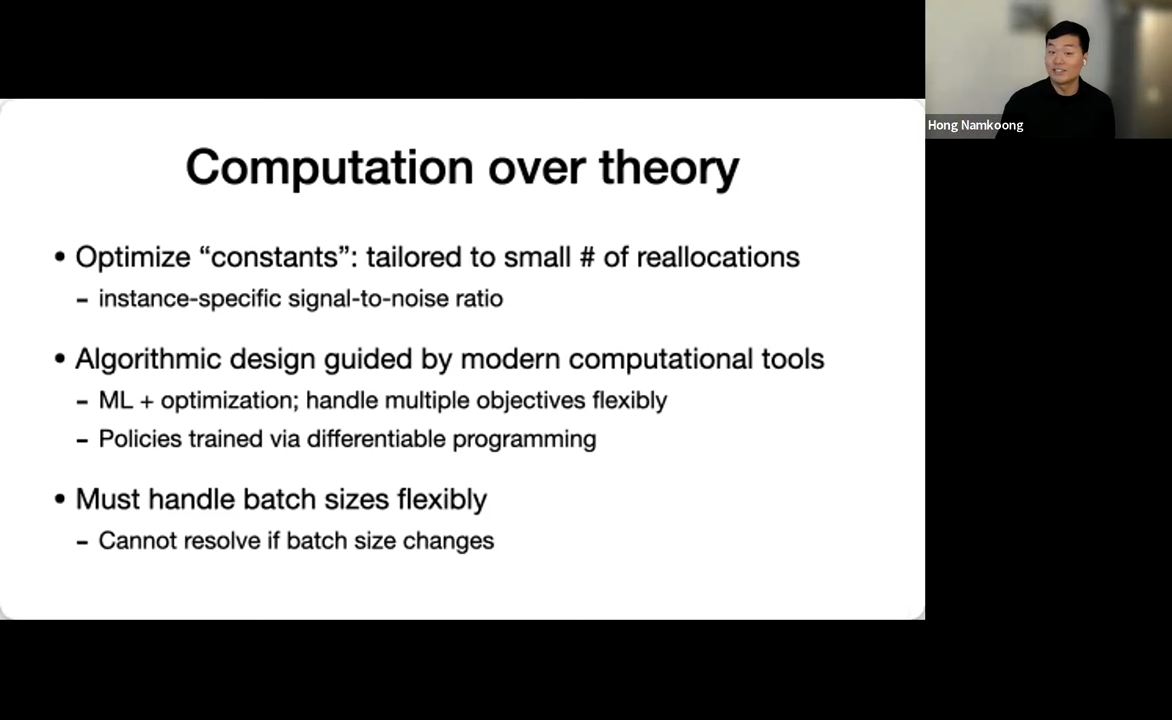 Computation over theory
• Optimize “constants”: tailored to small # of reallocations
– instance-specific signal-to-noise ratio
• Algorithmic design guided by modern computational tools
– ML + optimization; handle multiple objectives flexibly
– Policies trained via differentiable programming
• Must handle batch sizes flexibly
– Cannot resolve if batch size changes
Hong Namkoong